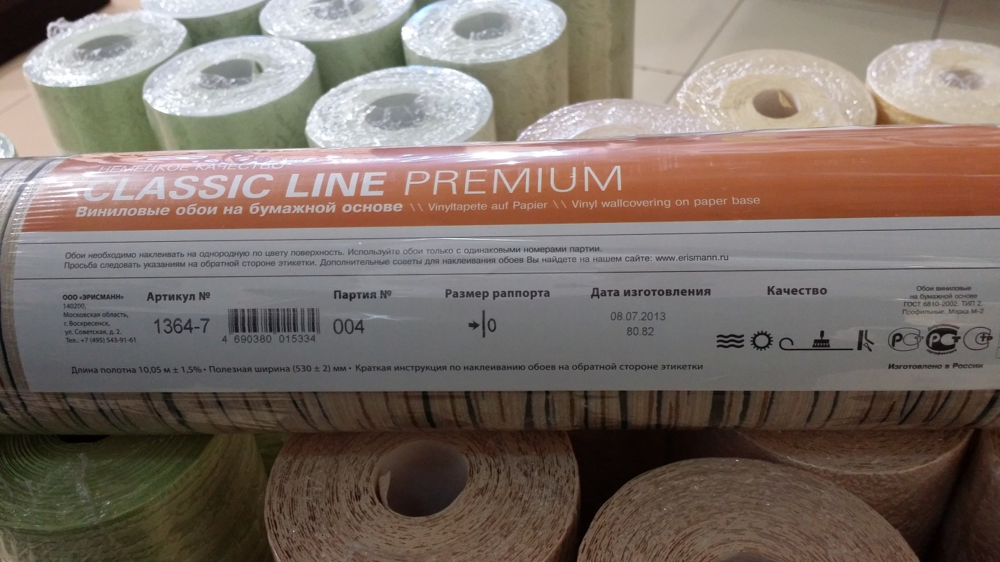 НЕМЕЦКОЕ КАЧЕСТВО
CLASSIC LINE PREMIUM
Виниловые обои на бумажной основе \\ Vinyltapete auf Papier \\ Vinyl wallcovering on paper base
Обои необходимо наклеивать на однородную по цвету поверхность. Используйте обои только с одинаковыми номерами партии.
Просьба следовать указаниям на обратной стороне этикетки. Дополнительные советы для наклеивания обоев Вы найдете на нашем сайте: www.erismann.ru
ООО «ЭРИСМАНН»
140200,
Московская область,
г. Воскресенск,
ул. Советская, д. 2.
Тел.: +7 (495) 543-91-61
Артикул №
1364-7
4 690380 015334
Партия №
004
Размер раппорта
0
Дата изготовления
08.07.2013
80.82
Качество
Обои виниловые
на бумажной основе
ГОСТ 6810-2002. ТИП 2.
Профильные. Марка М-2
Изготовлено в России
Длина полотна 10,05 м ± 1,5% • Полезная ширина (530 ± 2) мм • Краткая инструкция по наклеиванию обоев на обратной стороне этикетки